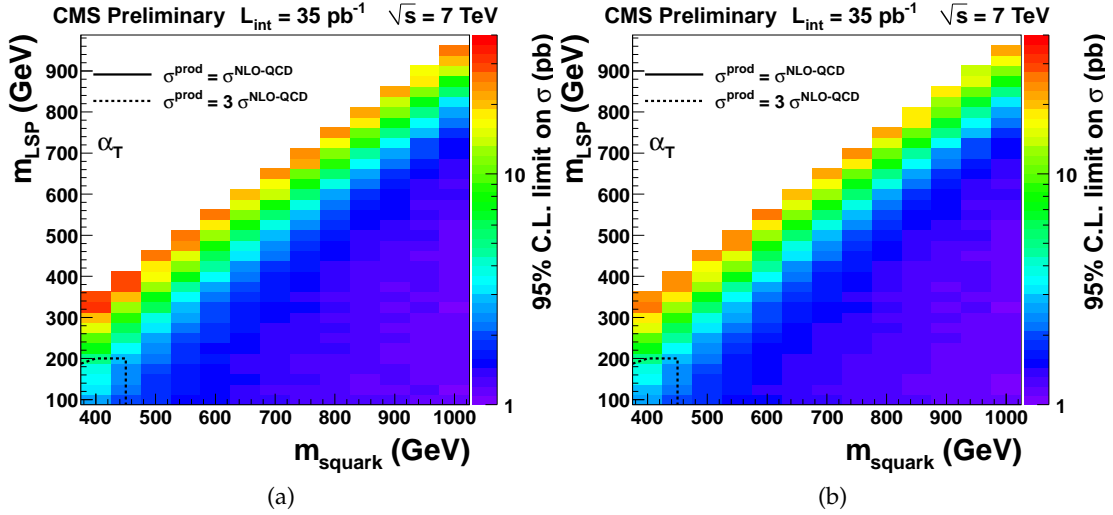 CMS Preliminary L_int = 35 pb⁻¹ √s = 7 TeV
m_LSP (GeV)
900
800
700
600
500
400
300
200
100
σ^prod = σ^NLO-QCD
σ^prod = 3 σ^NLO-QCD
α_T
400 500 600 700 800 900 1000
m_squark (GeV)
10
1
95% C.L. limit on σ (pb)
(a)
CMS Preliminary L_int = 35 pb⁻¹ √s = 7 TeV
m_LSP (GeV)
900
800
700
600
500
400
300
200
100
σ^prod = σ^NLO-QCD
σ^prod = 3 σ^NLO-QCD
α_T
400 500 600 700 800 900 1000
m_squark (GeV)
10
1
95% C.L. limit on σ (pb)
(b)